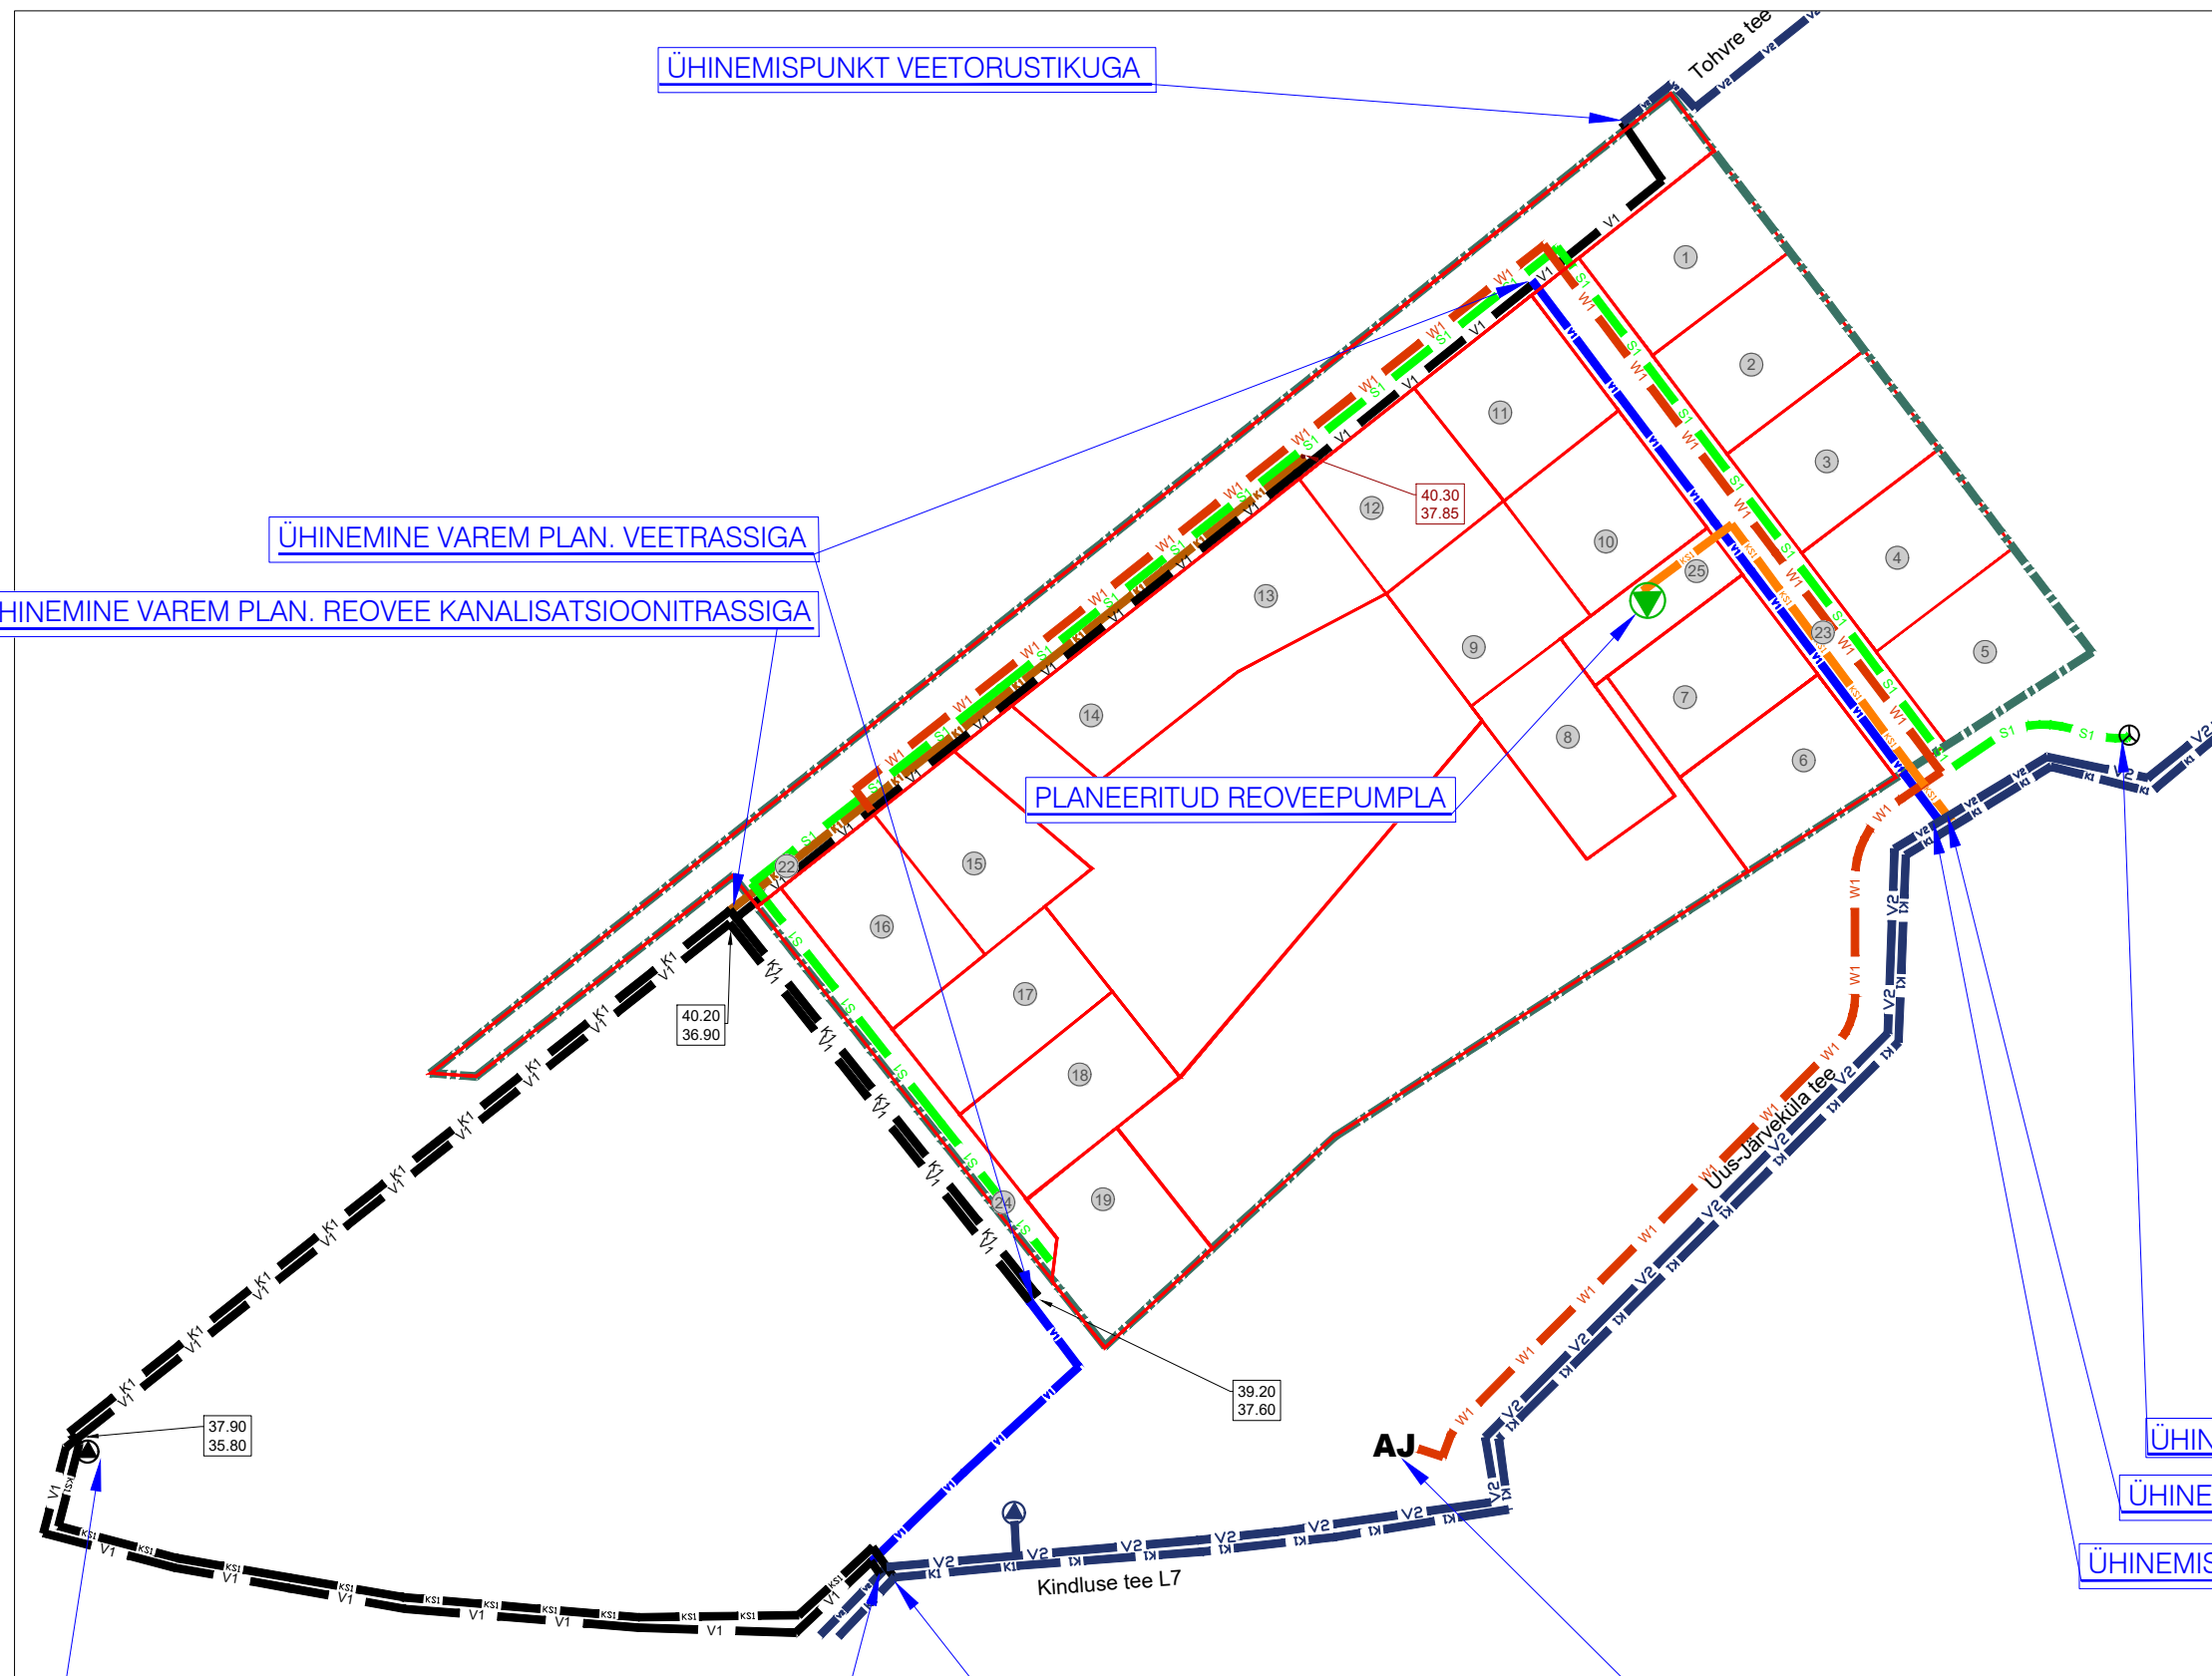 Tohvre tee
ÜHINEMISPUNKT VEETORUSTIKUGA
1
2
11
3
40.30
37.85
12
ÜHINEMINE VAREM PLAN. VEETRASSIGA
10
4
25
13
HINEMINE VAREM PLAN. REOVEE KANALISATSIOONITRASSIGA
23
9
5
7
14
8
6
PLANEERITUD REOVEEPUMPLA
22
15
16
17
40.20
36.90
18
Uus-Järveküla tee
19
24
39.20
37.60
37.90
35.80
AJ
ÜHIN
ÜHINE
ÜHINEMIS
Kindluse tee L7